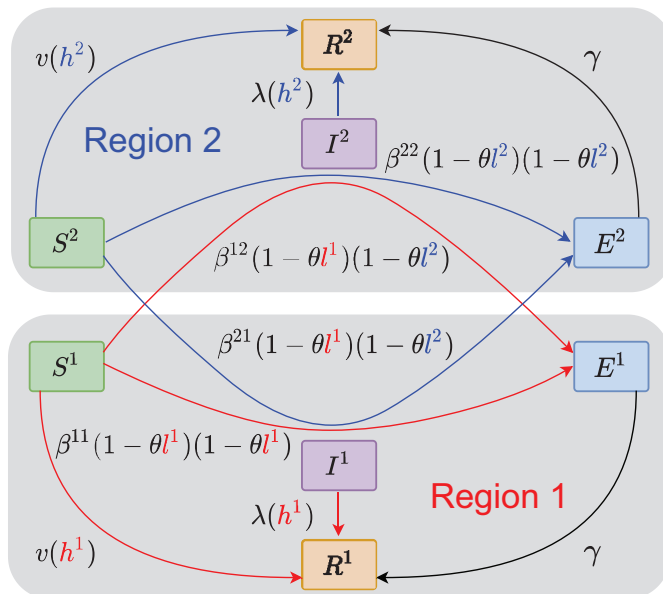 R²
v(h²)
γ
λ(h²)
I²
Region 2
β²²(1 − θl²)(1 − θl²)
S²
E²
β¹²(1 − θl¹)(1 − θl²)
β²¹(1 − θl¹)(1 − θl²)
S¹
E¹
β¹¹(1 − θl¹)(1 − θl¹)
I¹
Region 1
λ(h¹)
v(h¹)
R¹
γ